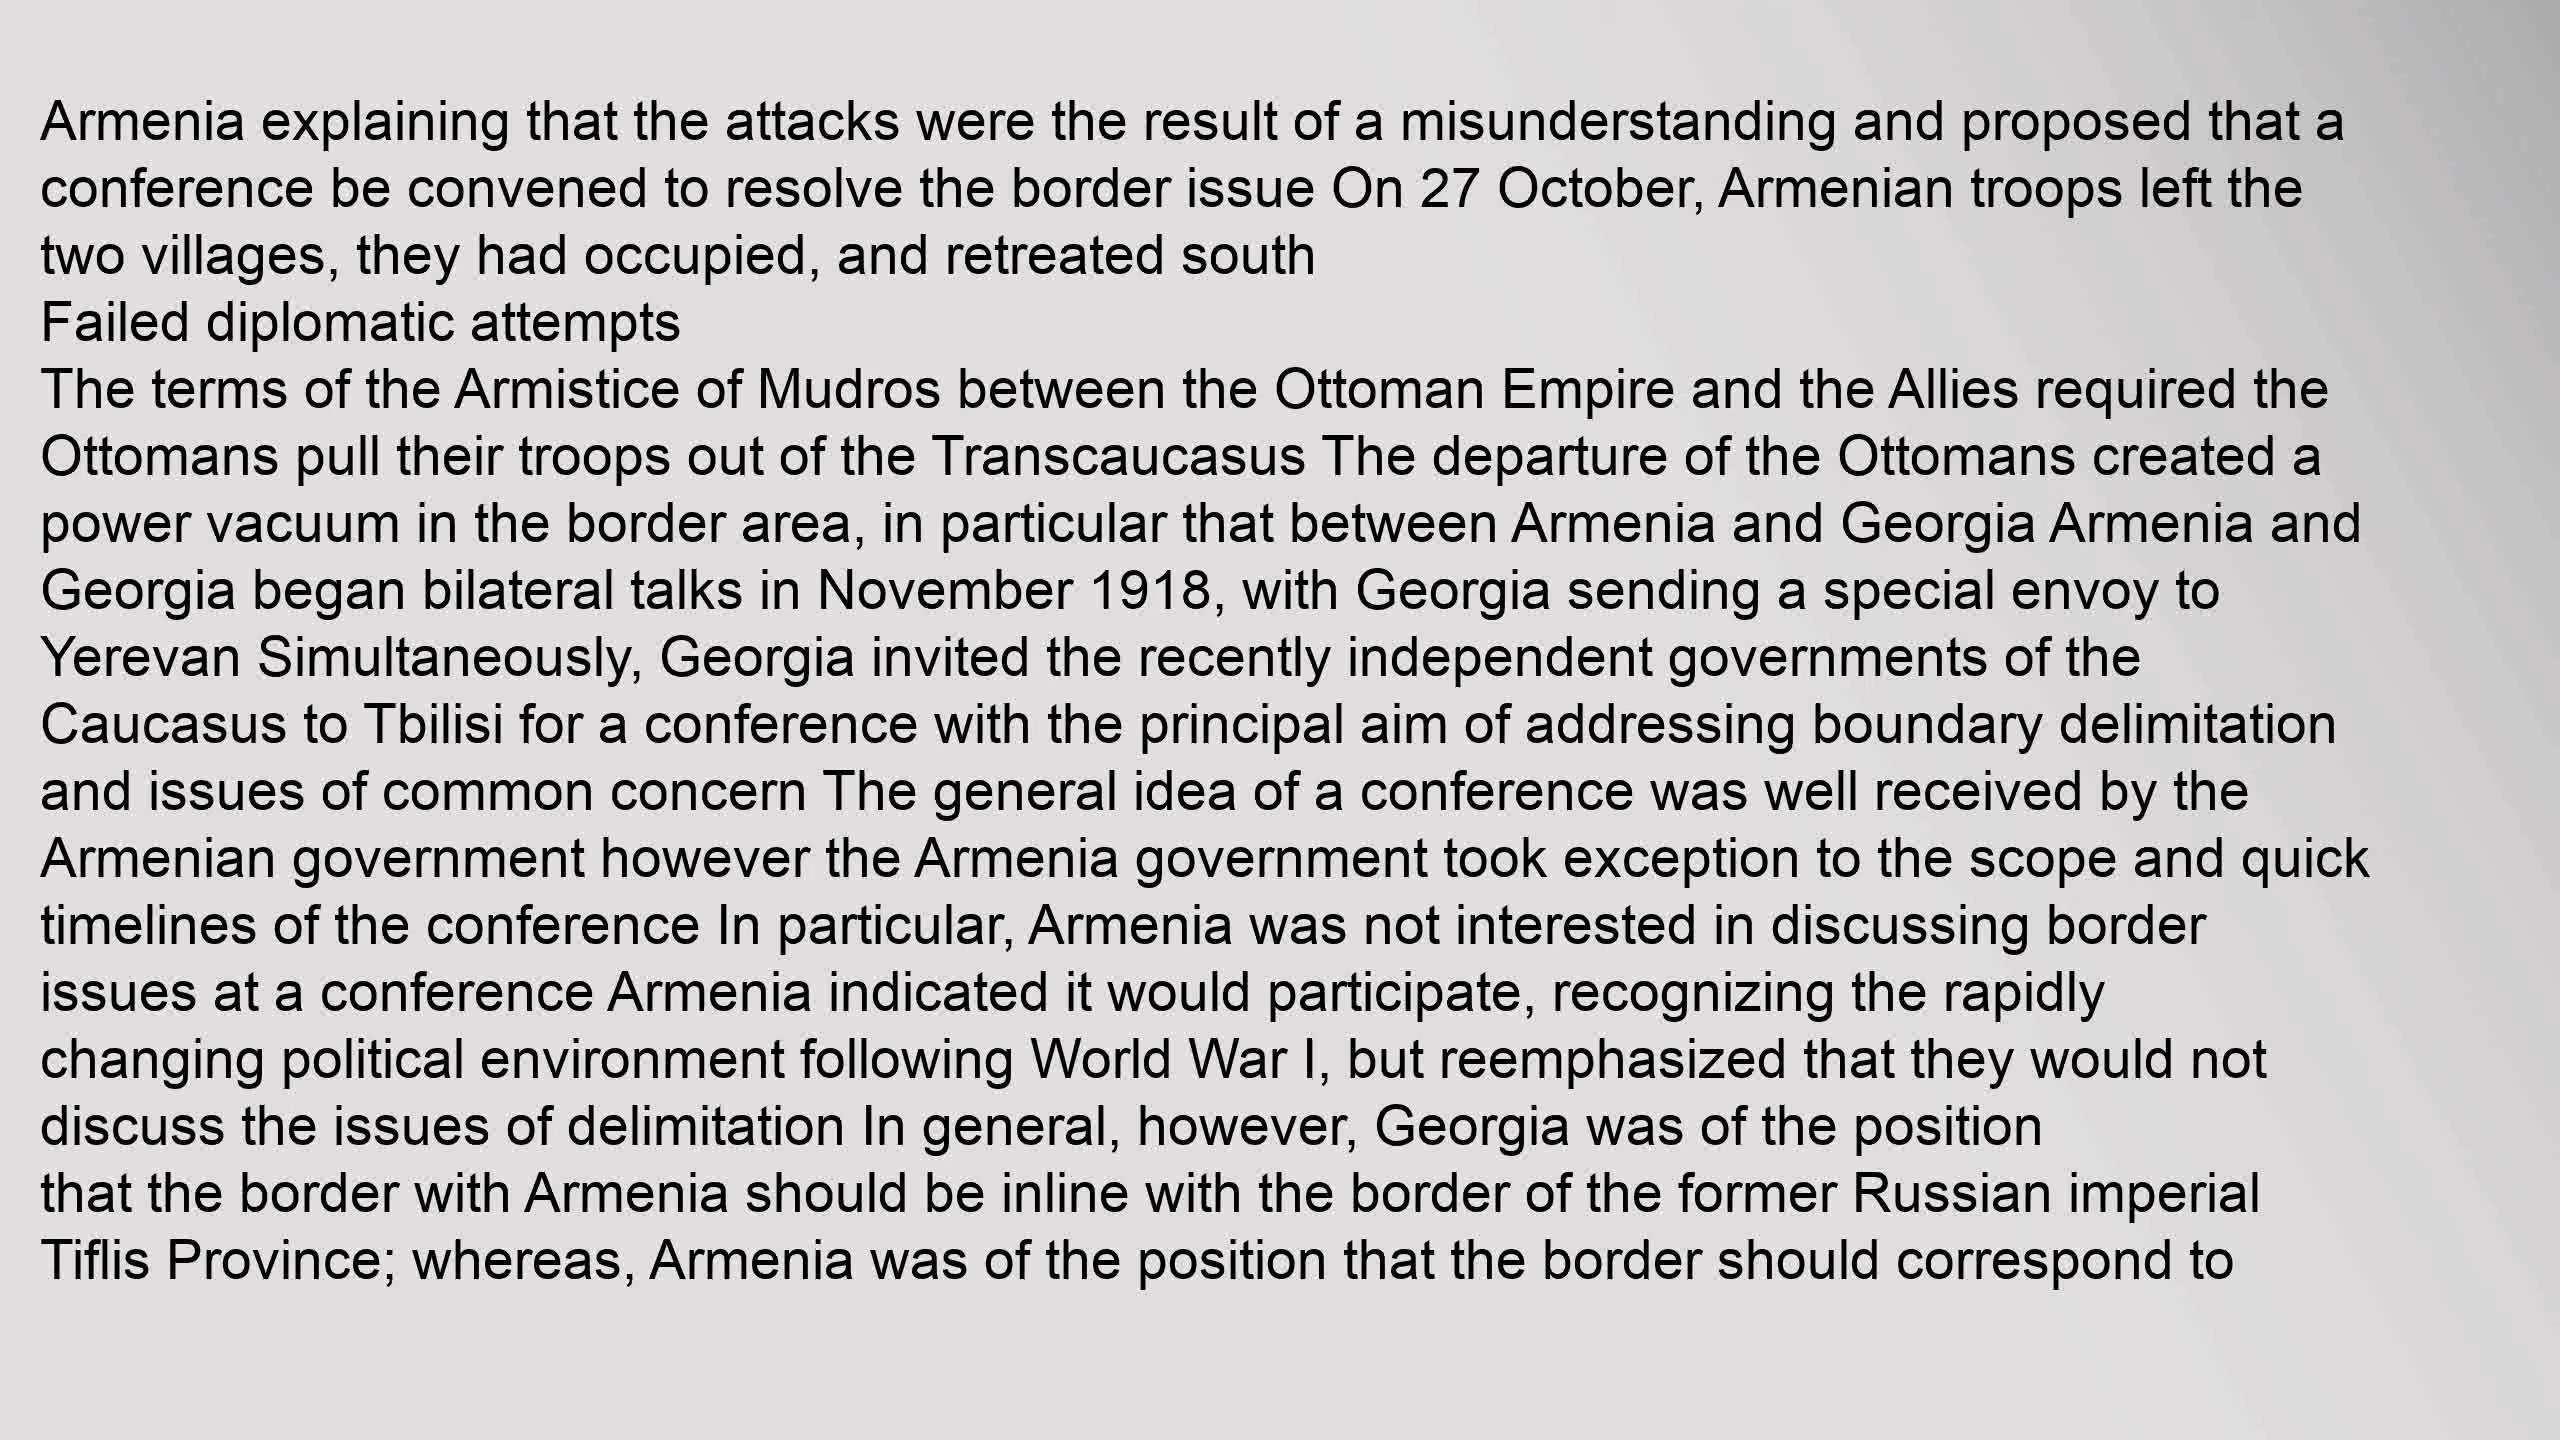 Armenia explaining that the attacks were the result of a misunderstanding and proposed that a
conference be convened to resolve the border issue On 27 October, Armenian troops left the
two villages, they had occupied, and retreated south
Failed diplomatic attempts
The terms of the Armistice of Mudros between the Ottoman Empire and the Allies required the
Ottomans pull their troops out of the Transcaucasus The departure of the Ottomans created a
power vacuum in the border area, in particular that between Armenia and Georgia Armenia and
Georgia began bilateral talks in November 1918, with Georgia sending a special envoy to
Yerevan Simultaneously, Georgia invited the recently independent governments of the
Caucasus to Tbilisi for a conference with the principal aim of addressing boundary delimitation
and issues of common concern The general idea of a conference was well received by the
Armenian government however the Armenia government took exception to the scope and quick
timelines of the conference In particular, Armenia was not interested in discussing border
issues at a conference Armenia indicated it would participate, recognizing the rapidly
changing political environment following World War I, but reemphasized that they would not
discuss the issues of delimitation In general, however, Georgia was of the position
that the border with Armenia should be inline with the border of the former Russian imperial
Tiflis Province; whereas, Armenia was of the position that the border should correspond to